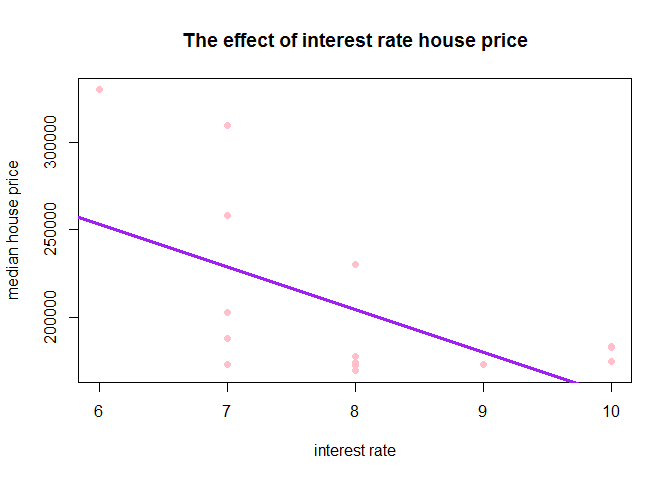 The effect of interest rate house price
median house price
300000
250000
200000
6 7 8 9 10
interest rate